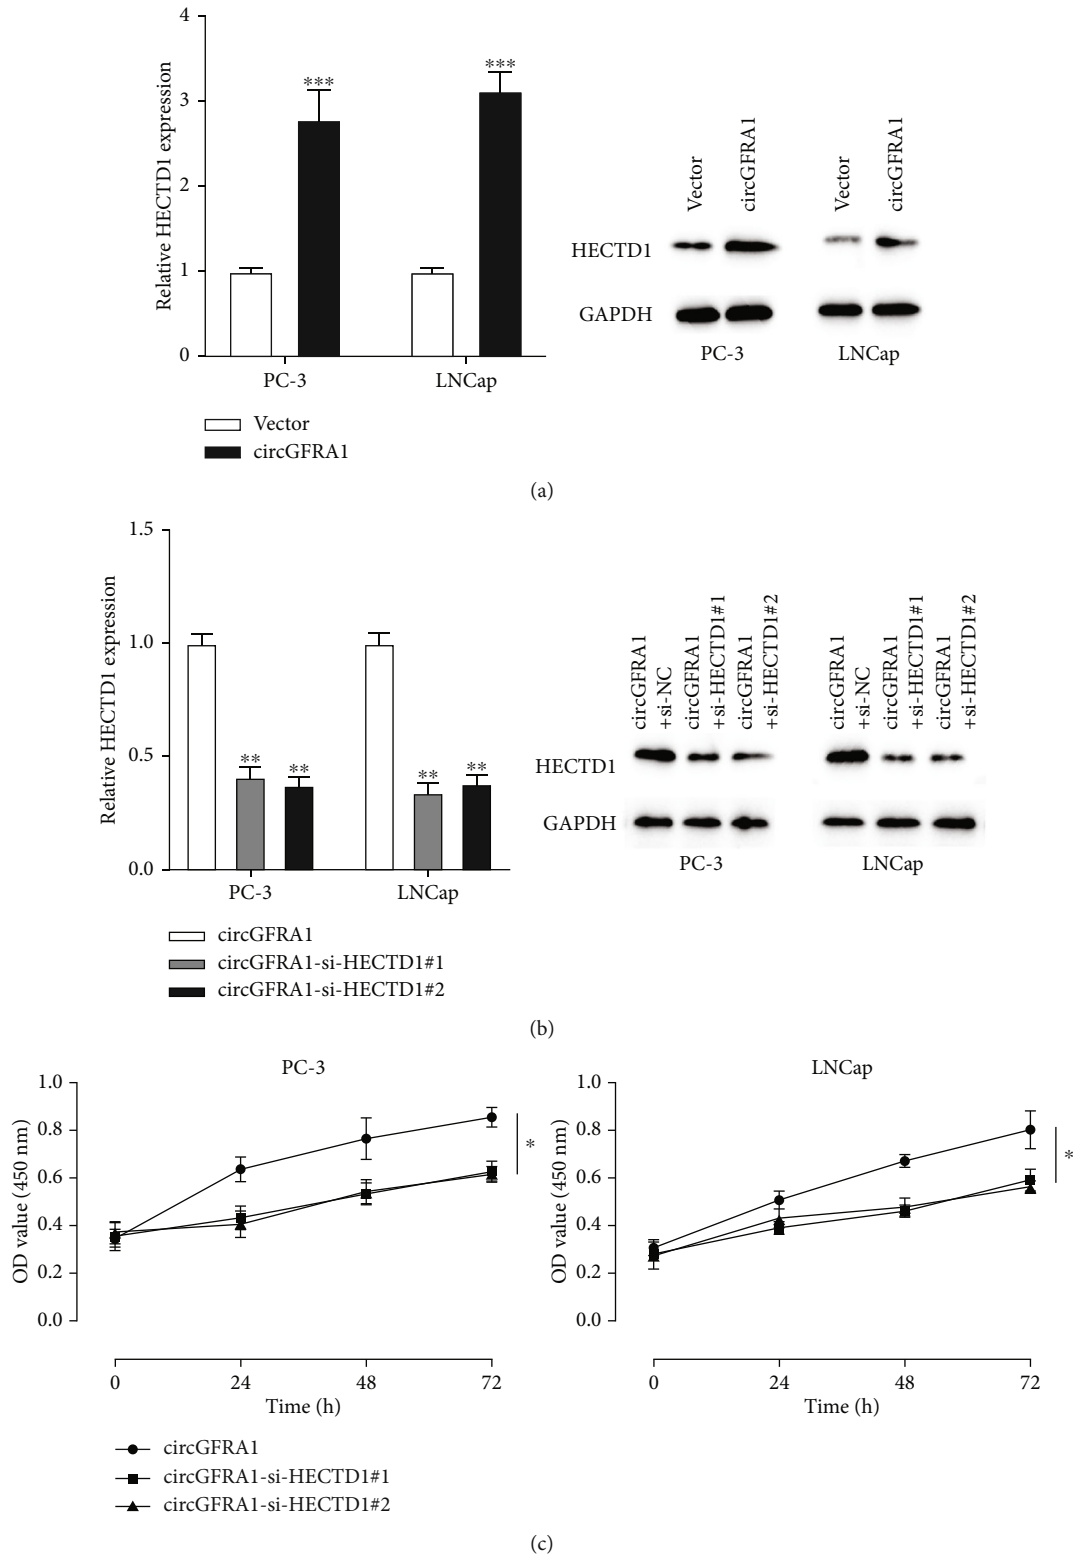 4
3
2
1
0
Relative HECTD1 expression
***
***
PC-3
LNCap
Vector
circGFRA1
Vector
circGFRA1
Vector
circGFRA1
HECTD1
GAPDH
PC-3
LNCap
(a)
1.5
1.0
0.5
0.0
Relative HECTD1 expression
**
**
**
**
PC-3
LNCap
circGFRA1
circGFRA1-si-HECTD1#1
circGFRA1-si-HECTD1#2
circGFRA1
+si-NC
circGFRA1
+si-HECTD1#1
circGFRA1
+si-HECTD1#2
circGFRA1
+si-NC
circGFRA1
+si-HECTD1#1
circGFRA1
+si-HECTD1#2
HECTD1
GAPDH
PC-3
LNCap
(b)
PC-3
1.0
0.8
0.6
0.4
0.2
0.0
OD value (450 nm)
*
0
24
48
72
Time (h)
LNCap
1.0
0.8
0.6
0.4
0.2
0.0
OD value (450 nm)
*
0
24
48
72
Time (h)
circGFRA1
circGFRA1-si-HECTD1#1
circGFRA1-si-HECTD1#2
(c)